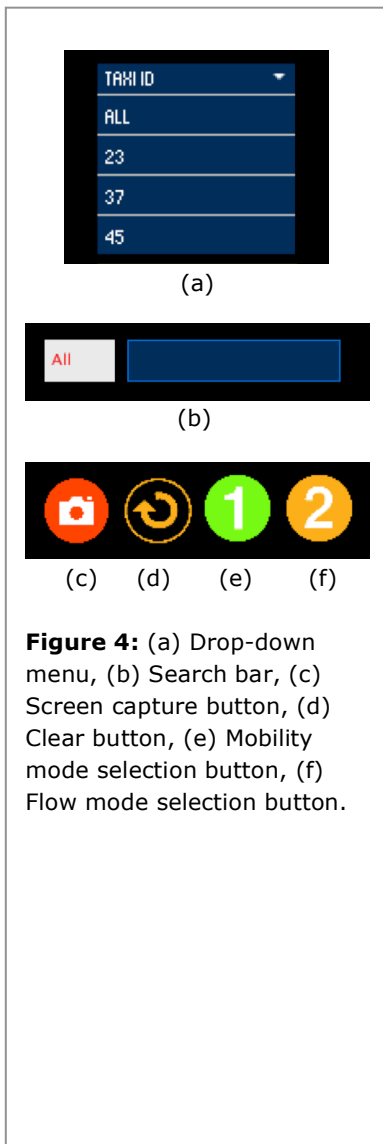 TAXI ID
ALL
23
37
45
(a)
All
(b)
1 2
(c) (d) (e) (f)
Figure 4: (a) Drop-down
menu, (b) Search bar, (c)
Screen capture button, (d)
Clear button, (e) Mobility
mode selection button, (f)
Flow mode selection button.